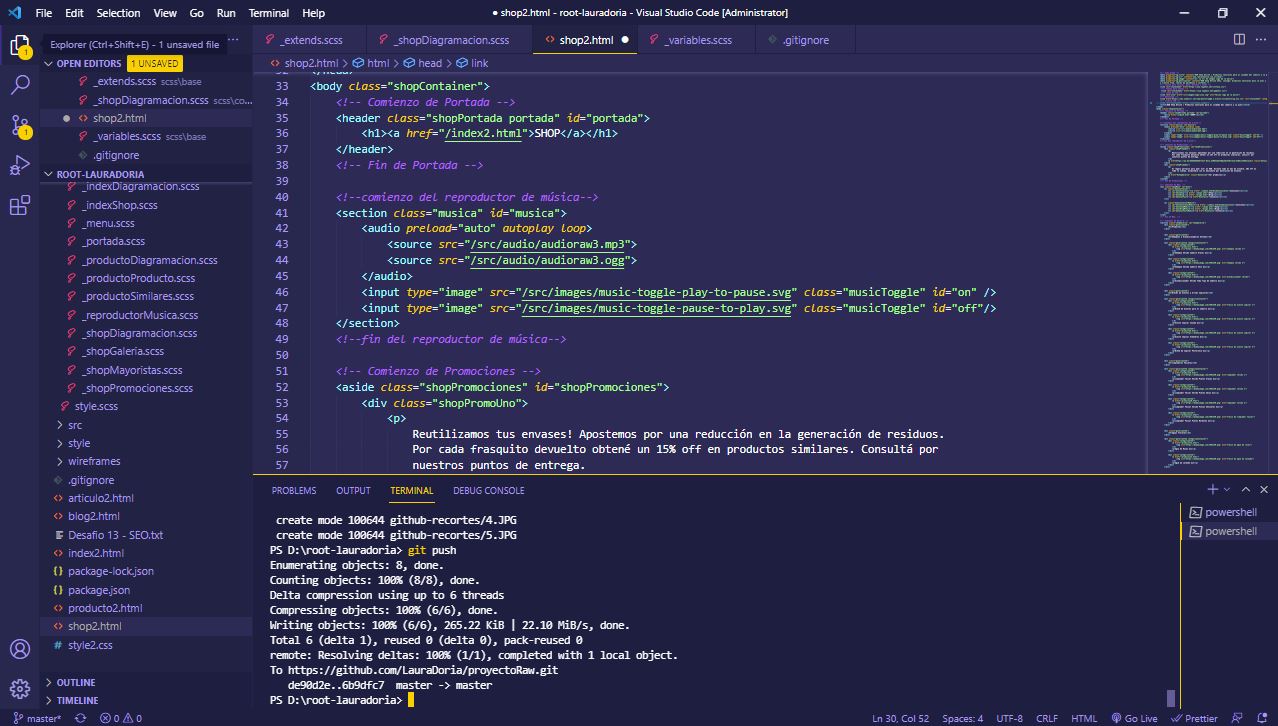 File Edit Selection View Go Run Terminal Help
● shop2.html - root-lauradoria - Visual Studio Code [Administrator]
1
Explorer (Ctrl+Shift+E) - 1 unsaved file
_extends.scss
_shopDiagramacion.scss
shop2.html
_variables.scss
.gitignore
OPEN EDITORS 1 UNSAVED
_extends.scss scss\base
_shopDiagramacion.scss scss\co...
shop2.html
_variables.scss scss\base
.gitignore
1
ROOT-LAURADORIA
_indexDiagramacion.scss
_indexShop.scss
_menu.scss
_portada.scss
_productoDiagramacion.scss
_productoProducto.scss
_productoSimilares.scss
_reproductorMusica.scss
_shopDiagramacion.scss
_shopGaleria.scss
_shopMayoristas.scss
_shopPromociones.scss
style.scss
src
style
wireframes
.gitignore
articulo2.html
blog2.html
Desafio 13 - SEO.txt
index2.html
package-lock.json
package.json
producto2.html
shop2.html
style2.css
OUTLINE
TIMELINE
shop2.html > html > head > link
32 </head>
33 <body class="shopContainer">
34 <!-- Comienzo de Portada -->
35 <header class="shopPortada portada" id="portada">
36 <h1><a href="/index2.html">SHOP</a></h1>
37 </header>
38 <!-- Fin de Portada -->
39
40 <!--comienzo del reproductor de música-->
41 <section class="musica" id="musica">
42 <audio preload="auto" autoplay loop>
43 <source src="/src/audio/audioraw3.mp3">
44 <source src="/src/audio/audioraw3.ogg">
45 </audio>
46 <input type="image" src="/src/images/music-toggle-play-to-pause.svg" class="musicToggle" id="on" />
47 <input type="image" src="/src/images/music-toggle-pause-to-play.svg" class="musicToggle" id="off"/>
48 </section>
49 <!--fin del reproductor de música-->
50
51 <!-- Comienzo de Promociones -->
52 <aside class="shopPromociones" id="shopPromociones">
53 <div class="shopPromoUno">
54 <p>
55 Reutilizamos tus envases! Apostemos por una reducción en la generación de residuos.
56 Por cada frasquito devuelto obtené un 15% off en productos similares. Consultá por
57 nuestros puntos de entrega.
PROBLEMS OUTPUT TERMINAL DEBUG CONSOLE
powershell
powershell
create mode 100644 github-recortes/4.JPG
create mode 100644 github-recortes/5.JPG
PS D:\root-lauradoria> git push
Enumerating objects: 8, done.
Counting objects: 100% (8/8), done.
Delta compression using up to 6 threads
Compressing objects: 100% (6/6), done.
Writing objects: 100% (6/6), 265.22 KiB | 22.10 MiB/s, done.
Total 6 (delta 1), reused 0 (delta 0), pack-reused 0
remote: Resolving deltas: 100% (1/1), completed with 1 local object.
To https://github.com/LauraDoria/proyectoRaw.git
de90d2e..6b9dfc7 master -> master
PS D:\root-lauradoria>
master* 0 0 Ln 30, Col 52 Spaces: 4 UTF-8 CRLF HTML Go Live Prettier